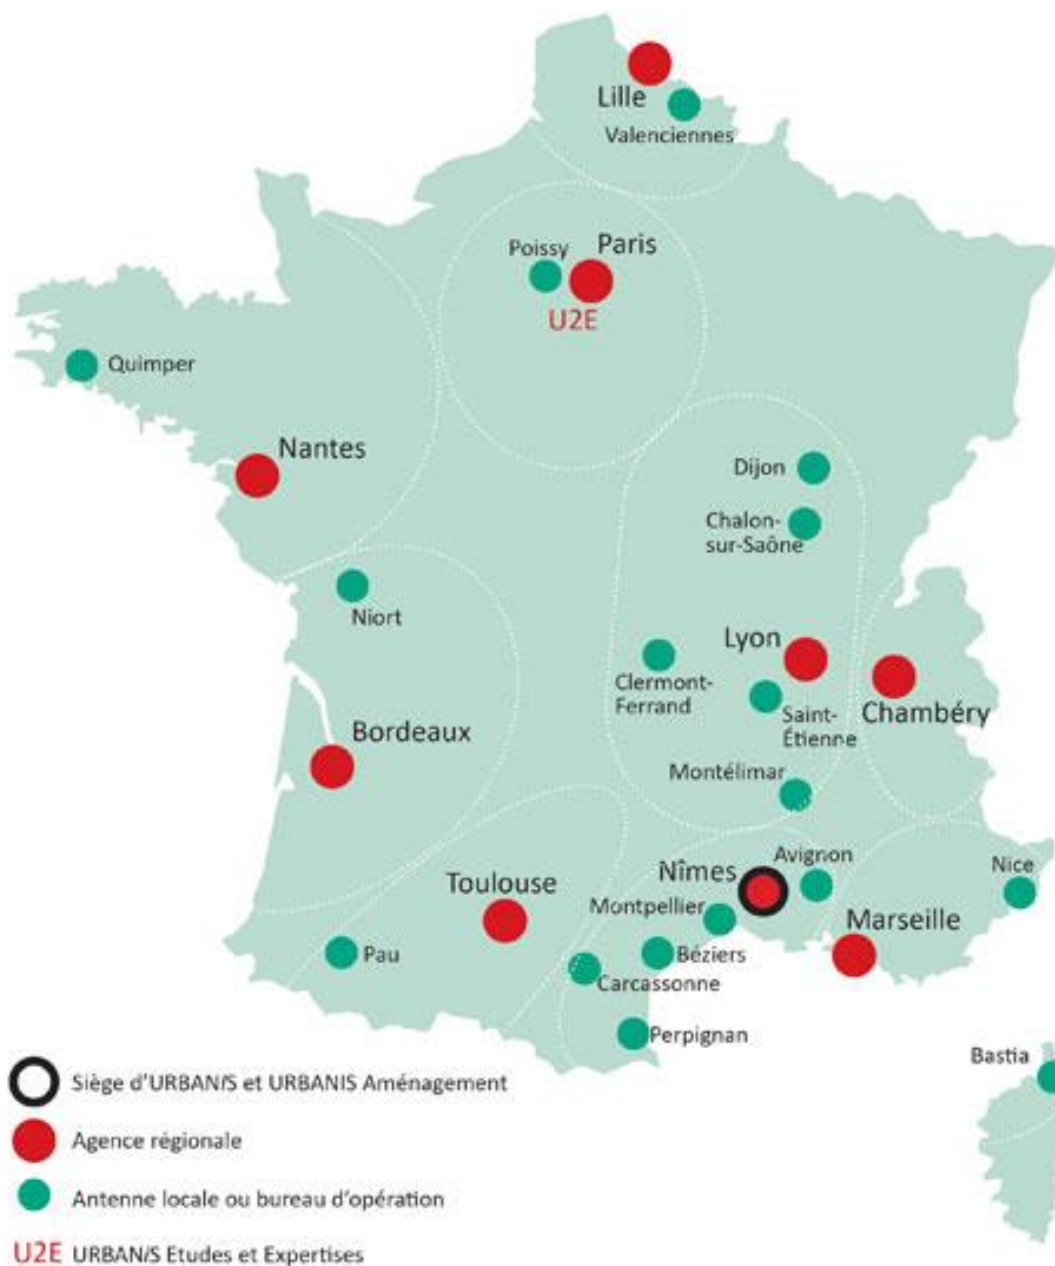 Lille
Valenciennes
Poissy
Paris
U2E
Quimper
Nantes
Dijon
Chalon-
sur-Saône
Niort
Lyon
Clermont-
Ferrand
Saint-
Étienne
Chambéry
Bordeaux
Montélimar
Avignon
Nice
Nîmes
Toulouse
Montpellier
Marseille
Pau
Béziers
Carcassonne
Perpignan
Bastia
Siège d'URBANIS et URBANIS Aménagement
Agence régionale
Antenne locale ou bureau d'opération
U2E URBANIS Etudes et Expertises